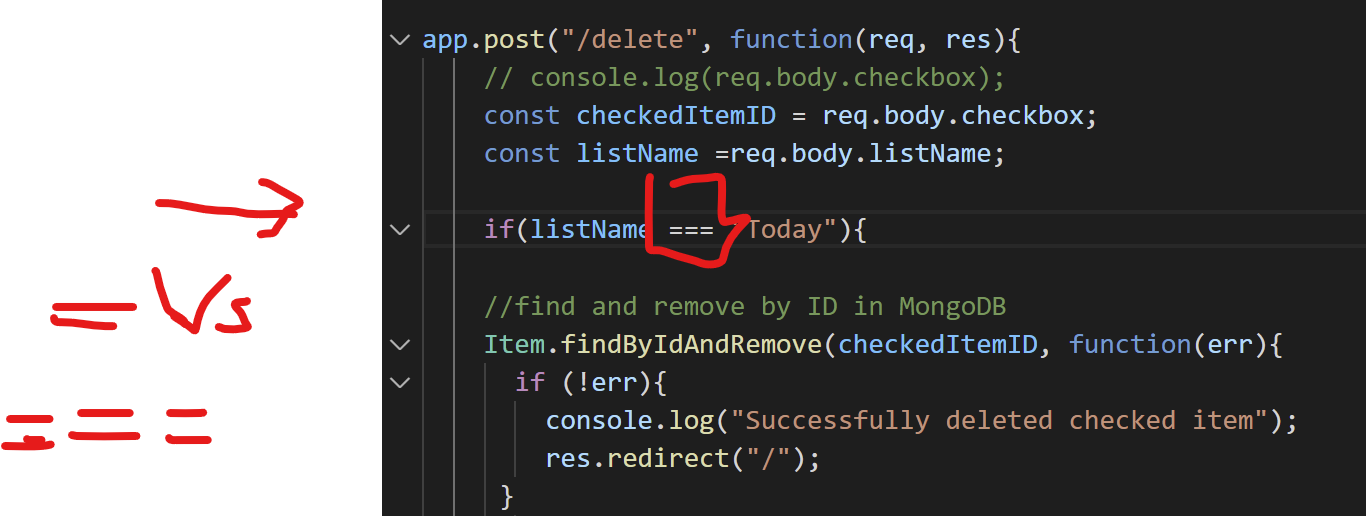 app.post("/delete", function(req, res){
// console.log(req.body.checkbox);
const checkedItemID = req.body.checkbox;
const listName =req.body.listName;
if(listName === "Today"){
//find and remove by ID in MongoDB
Item.findByIdAndRemove(checkedItemID, function(err){
if (!err){
console.log("Successfully deleted checked item");
res.redirect("/");
}
= Vs
= = =